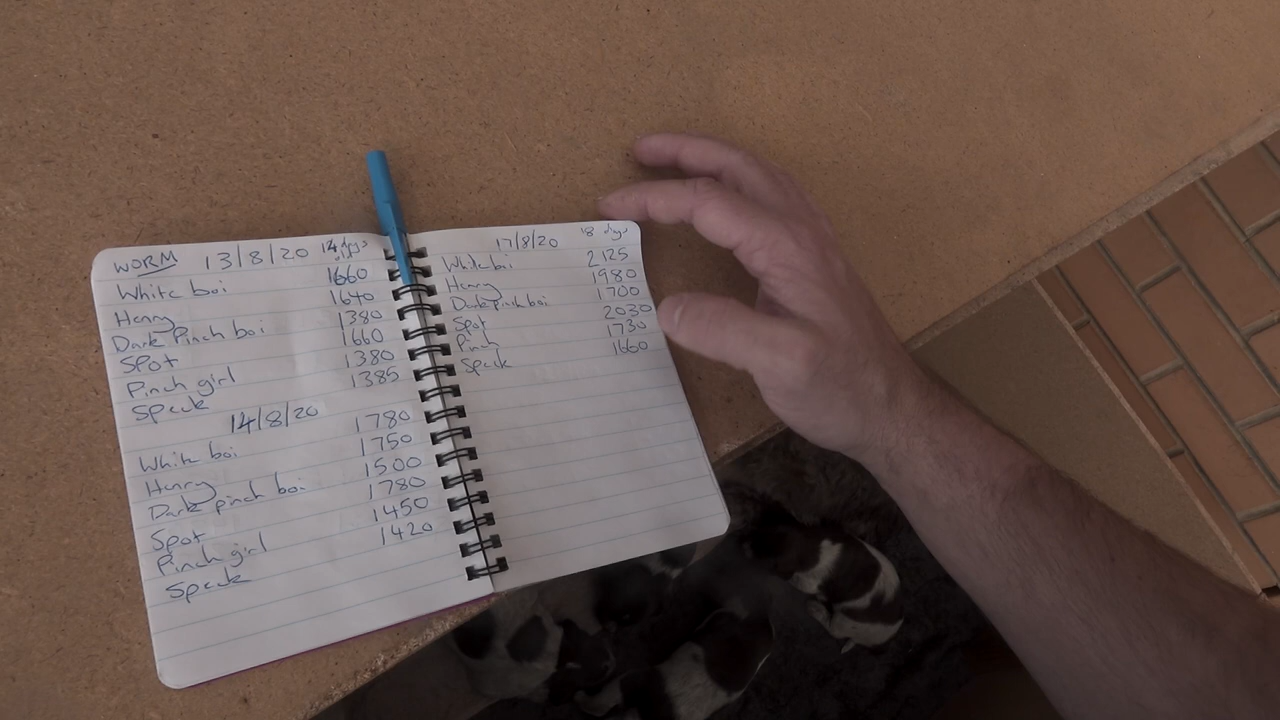 WORM 13/8/20 14 days
White boi 1660
Henry 1640
Dark Pinch boi 1380
Spot 1660
Pinch girl 1380
Speck 1385
14/8/20
White boi 1780
Henry 1750
Dark pinch boi 1500
Spot 1780
Pinch girl 1450
Speck 1420
17/8/20 18 days
White boi 2125
Henry 1980
Dark pinch boi 1700
Spot 2030
Pinch 1730
Speck 1660